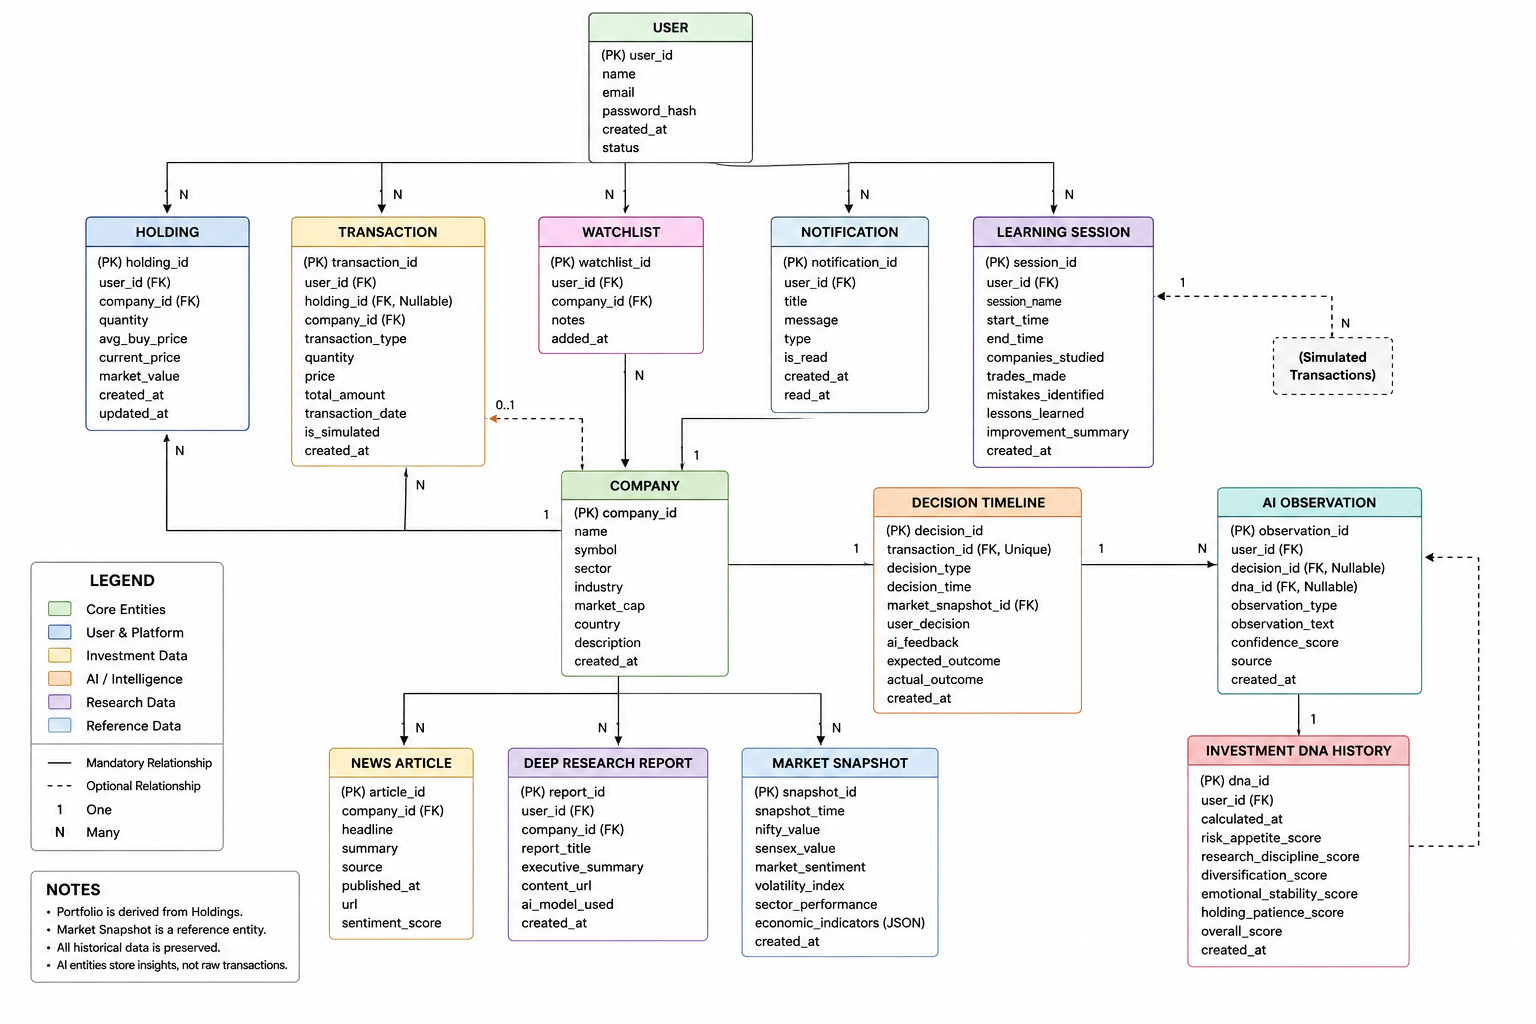 USER
(PK) user_id
name
email
password_hash
created_at
status
N
N
N
N
N
HOLDING
(PK) holding_id
user_id (FK)
company_id (FK)
quantity
avg_buy_price
current_price
market_value
created_at
updated_at
TRANSACTION
(PK) transaction_id
user_id (FK)
holding_id (FK, Nullable)
company_id (FK)
transaction_type
quantity
price
total_amount
transaction_date
is_simulated
created_at
WATCHLIST
(PK) watchlist_id
user_id (FK)
company_id (FK)
notes
added_at
NOTIFICATION
(PK) notification_id
user_id (FK)
title
message
type
is_read
created_at
read_at
LEARNING SESSION
(PK) session_id
user_id (FK)
session_name
start_time
end_time
companies_studied
trades_made
mistakes_identified
lessons_learned
improvement_summary
created_at
1
N
(Simulated
Transactions)
0..1
N
N
N
1
1
COMPANY
(PK) company_id
name
symbol
sector
industry
market_cap
country
description
created_at
1
DECISION TIMELINE
(PK) decision_id
transaction_id (FK, Unique)
decision_type
decision_time
market_snapshot_id (FK)
user_decision
ai_feedback
expected_outcome
actual_outcome
created_at
1
N
AI OBSERVATION
(PK) observation_id
user_id (FK)
decision_id (FK, Nullable)
dna_id (FK, Nullable)
observation_type
observation_text
confidence_score
source
created_at
1
LEGEND
Core Entities
User & Platform
Investment Data
AI / Intelligence
Research Data
Reference Data
Mandatory Relationship
Optional Relationship
1 One
N Many
N
N
N
NEWS ARTICLE
(PK) article_id
company_id (FK)
headline
summary
source
published_at
url
sentiment_score
DEEP RESEARCH REPORT
(PK) report_id
user_id (FK)
company_id (FK)
report_title
executive_summary
content_url
ai_model_used
created_at
MARKET SNAPSHOT
(PK) snapshot_id
snapshot_time
nifty_value
sensex_value
market_sentiment
volatility_index
sector_performance
economic_indicators (JSON)
created_at
INVESTMENT DNA HISTORY
(PK) dna_id
user_id (FK)
calculated_at
risk_appetite_score
research_discipline_score
diversification_score
emotional_stability_score
holding_patience_score
overall_score
created_at
NOTES
• Portfolio is derived from Holdings.
• Market Snapshot is a reference entity.
• All historical data is preserved.
• AI entities store insights, not raw transactions.